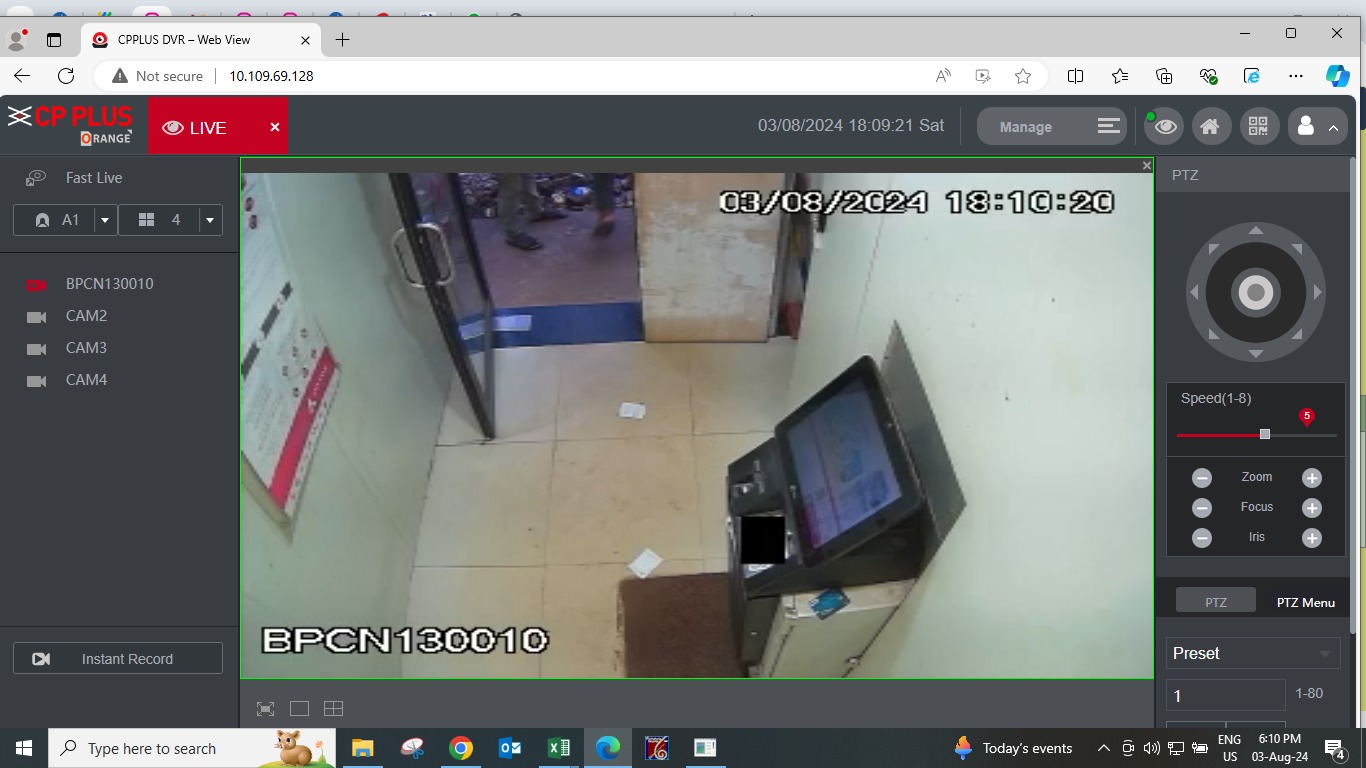 CPPLUS DVR – Web View
Not secure
10.109.69.128
CP PLUS
ORANGE
LIVE
03/08/2024 18:09:21 Sat
Manage
Fast Live
A1
4
BPCN130010
CAM2
CAM3
CAM4
Instant Record
03/08/2024 18:10:20
BPCN130010
PTZ
Speed(1-8)
5
Zoom
Focus
Iris
PTZ
PTZ Menu
Preset
1
1-80
Type here to search
Today's events
ENG
US
6:10 PM
03-Aug-24
4